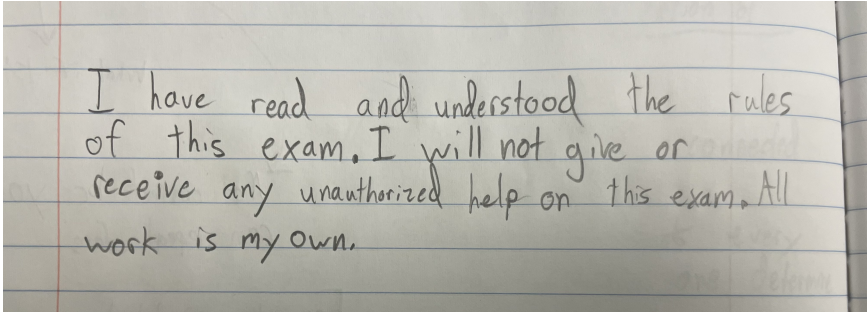 I have read and understood the rules
of this exam. I will not give or
receive any unauthorized help on this exam. All
work is my own.